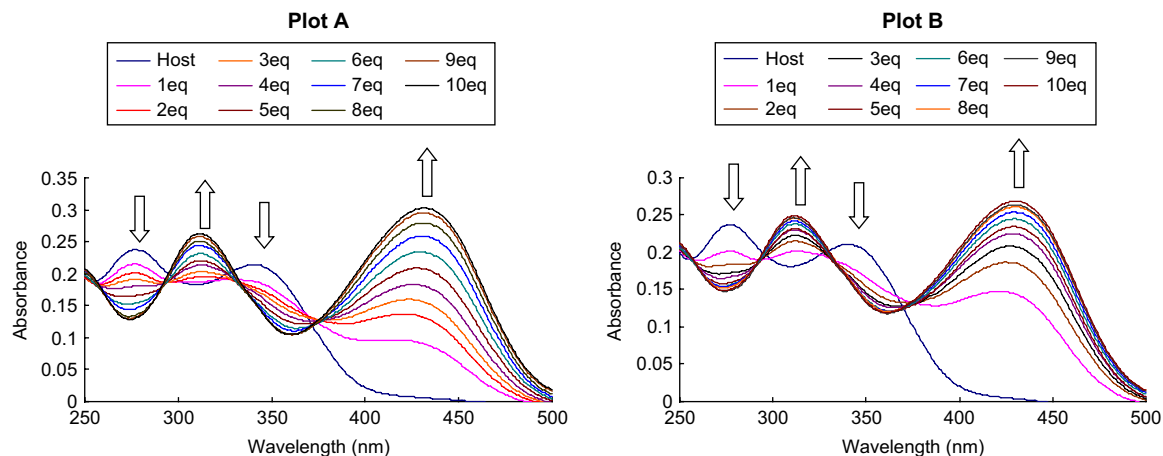 Plot A
Host 3eq 6eq 9eq
1eq 4eq 7eq 10eq
2eq 5eq 8eq
0.35
0.3
0.25
0.2
0.15
0.1
0.05
0
Absorbance
250 300 350 400 450 500
Wavelength (nm)
Plot B
Host 3eq 6eq 9eq
1eq 4eq 7eq 10eq
2eq 5eq 8eq
0.3
0.25
0.2
0.15
0.1
0.05
0
Absorbance
250 300 350 400 450 500
Wavelength (nm)